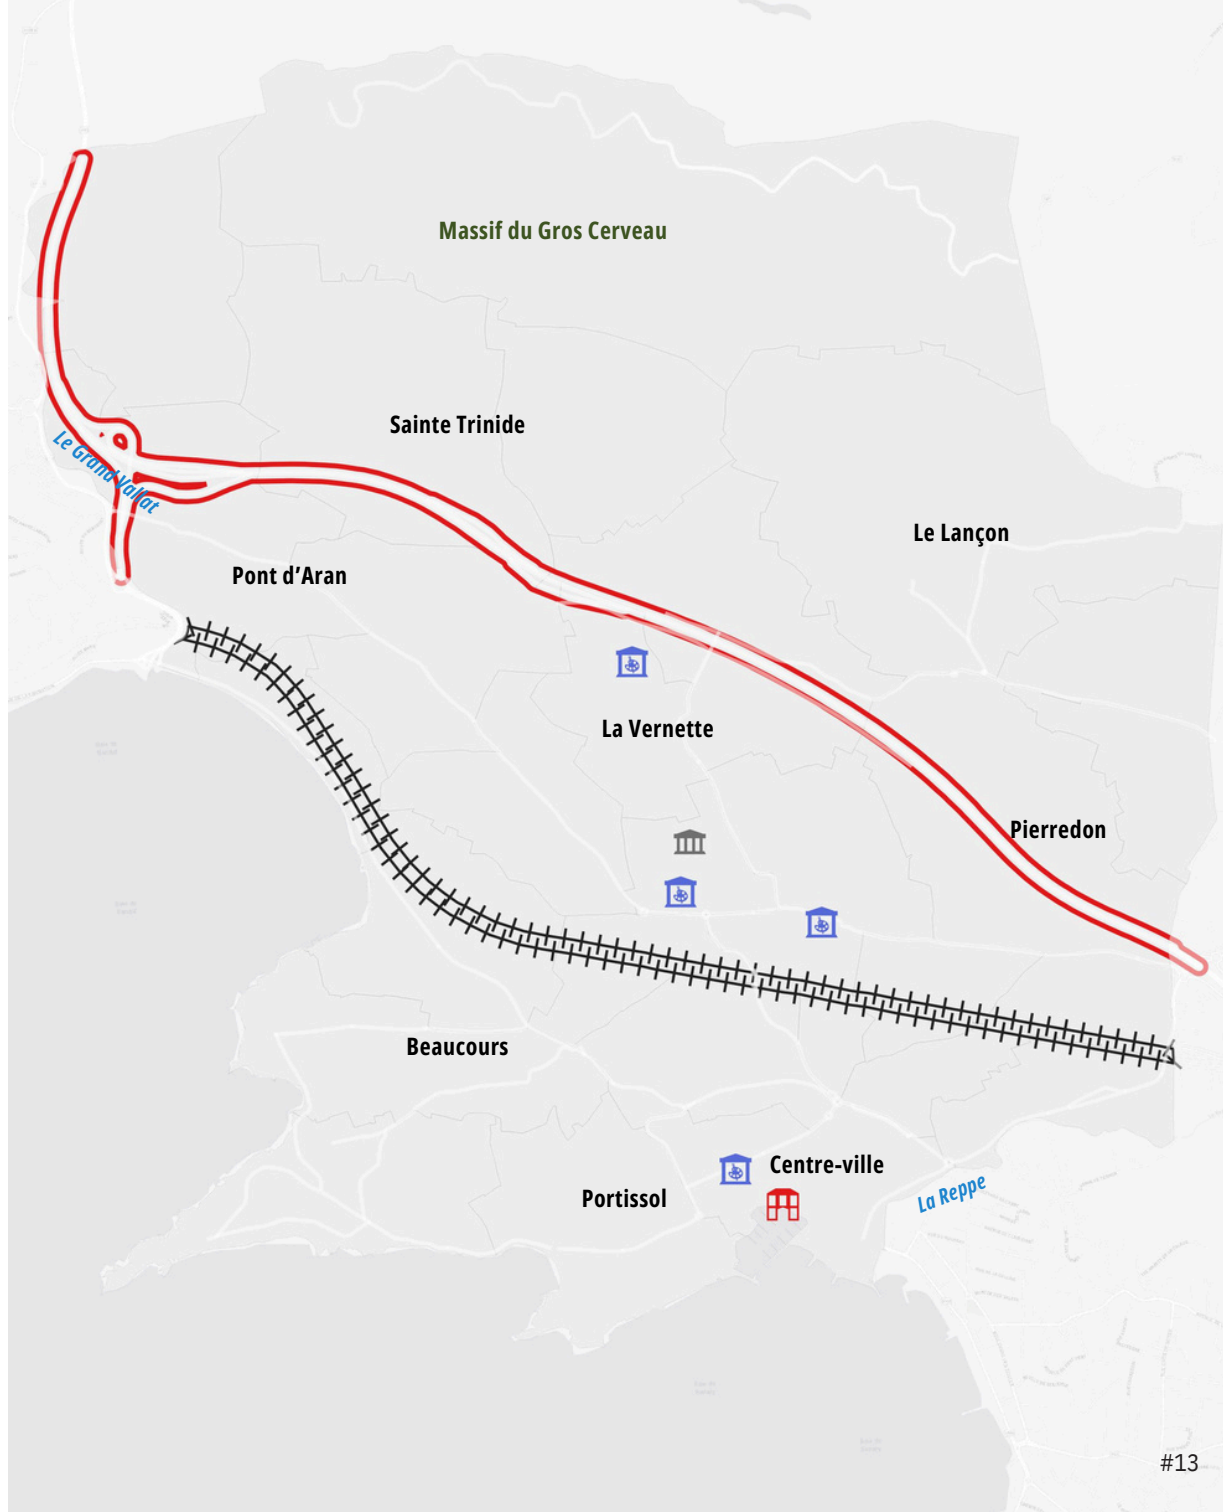 Massif du Gros Cerveau
Sainte Trinide
Le Grand Vallat
Le Lançon
Pont d’Aran
La Vernette
Pierredon
Beaucours
Centre-ville
Portissol
La Reppe
#13